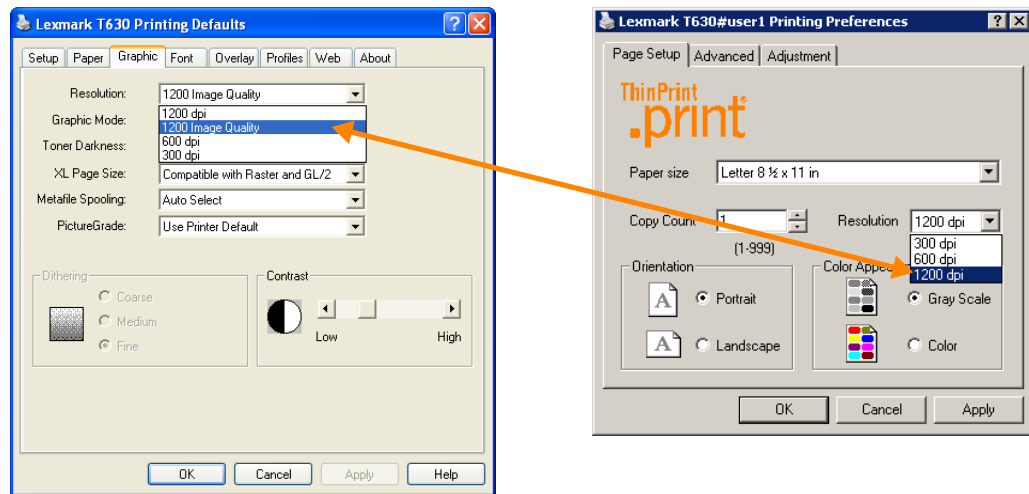 Lexmark T630 Printing Defaults
Setup Paper Graphic Font Overlay Profiles Web About
Resolution: 1200 Image Quality
1200 dpi
Graphic Mode:
1200 Image Quality
600 dpi
Toner Darkness:
300 dpi
XL Page Size: Compatible with Raster and GL/2
Metafile Spooling: Auto Select
PictureGrade: Use Printer Default
Dithering
Coarse
Medium
Fine
Contrast
Low High
OK Cancel Apply Help
Lexmark T630#user1 Printing Preferences
Page Setup Advanced Adjustment
ThinPrint
.print
Paper size Letter 8 ½ x 11 in
Copy Count 1 Resolution 1200 dpi
(1-999)
300 dpi
600 dpi
1200 dpi
Orientation
Portrait
Landscape
Color Appe
Gray Scale
Color
OK Cancel Apply